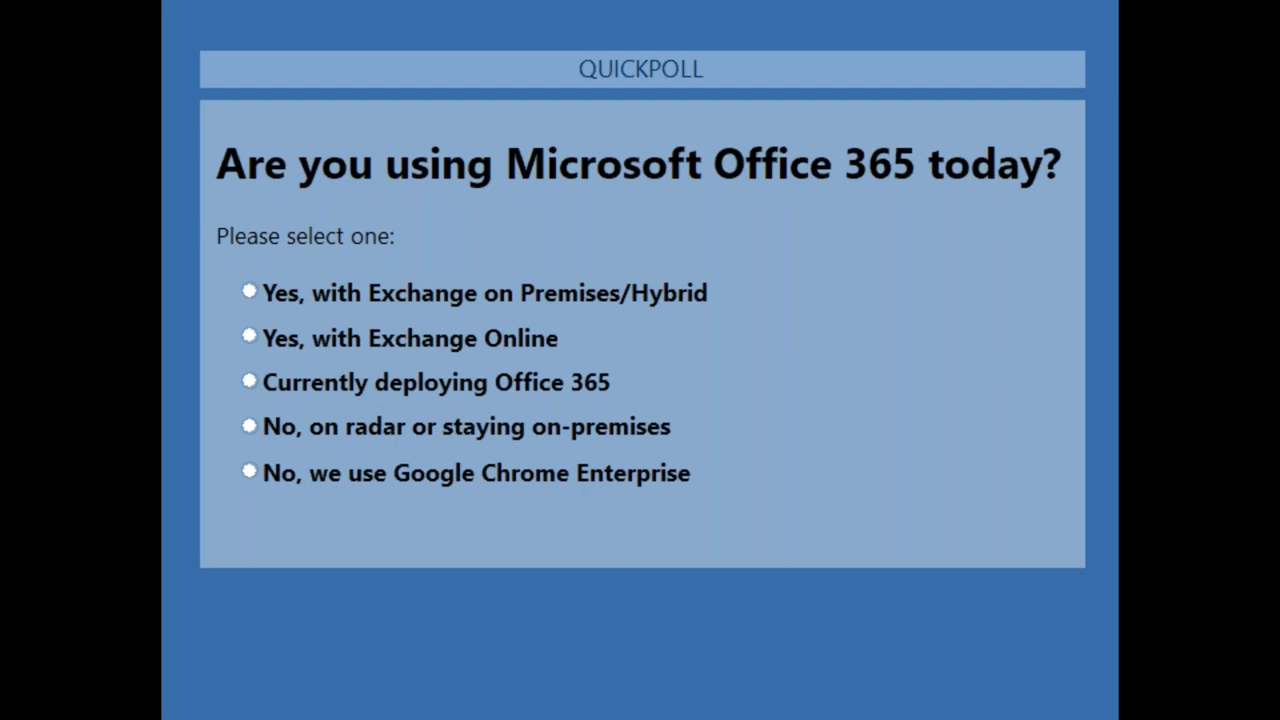 QUICKPOLL
Are you using Microsoft Office 365 today?
Please select one:
Yes, with Exchange on Premises/Hybrid
Yes, with Exchange Online
Currently deploying Office 365
No, on radar or staying on-premises
No, we use Google Chrome Enterprise